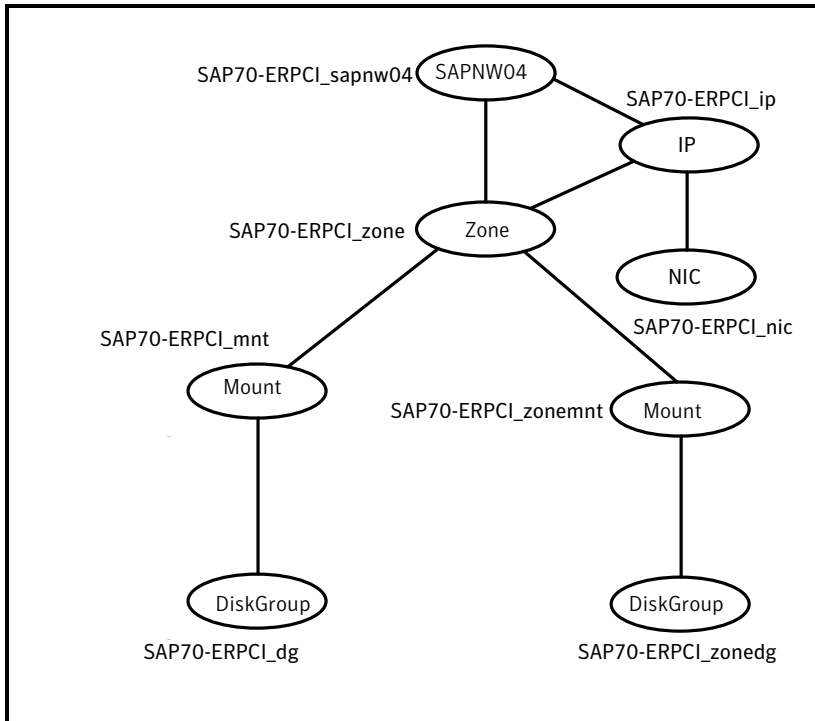 SAP70-ERPCI_sapnw04
SAPNW04
SAP70-ERPCI_ip
IP
SAP70-ERPCI_zone
Zone
NIC
SAP70-ERPCI_nic
SAP70-ERPCI_mnt
Mount
SAP70-ERPCI_zonemnt
Mount
DiskGroup
DiskGroup
SAP70-ERPCI_dg
SAP70-ERPCI_zonedg